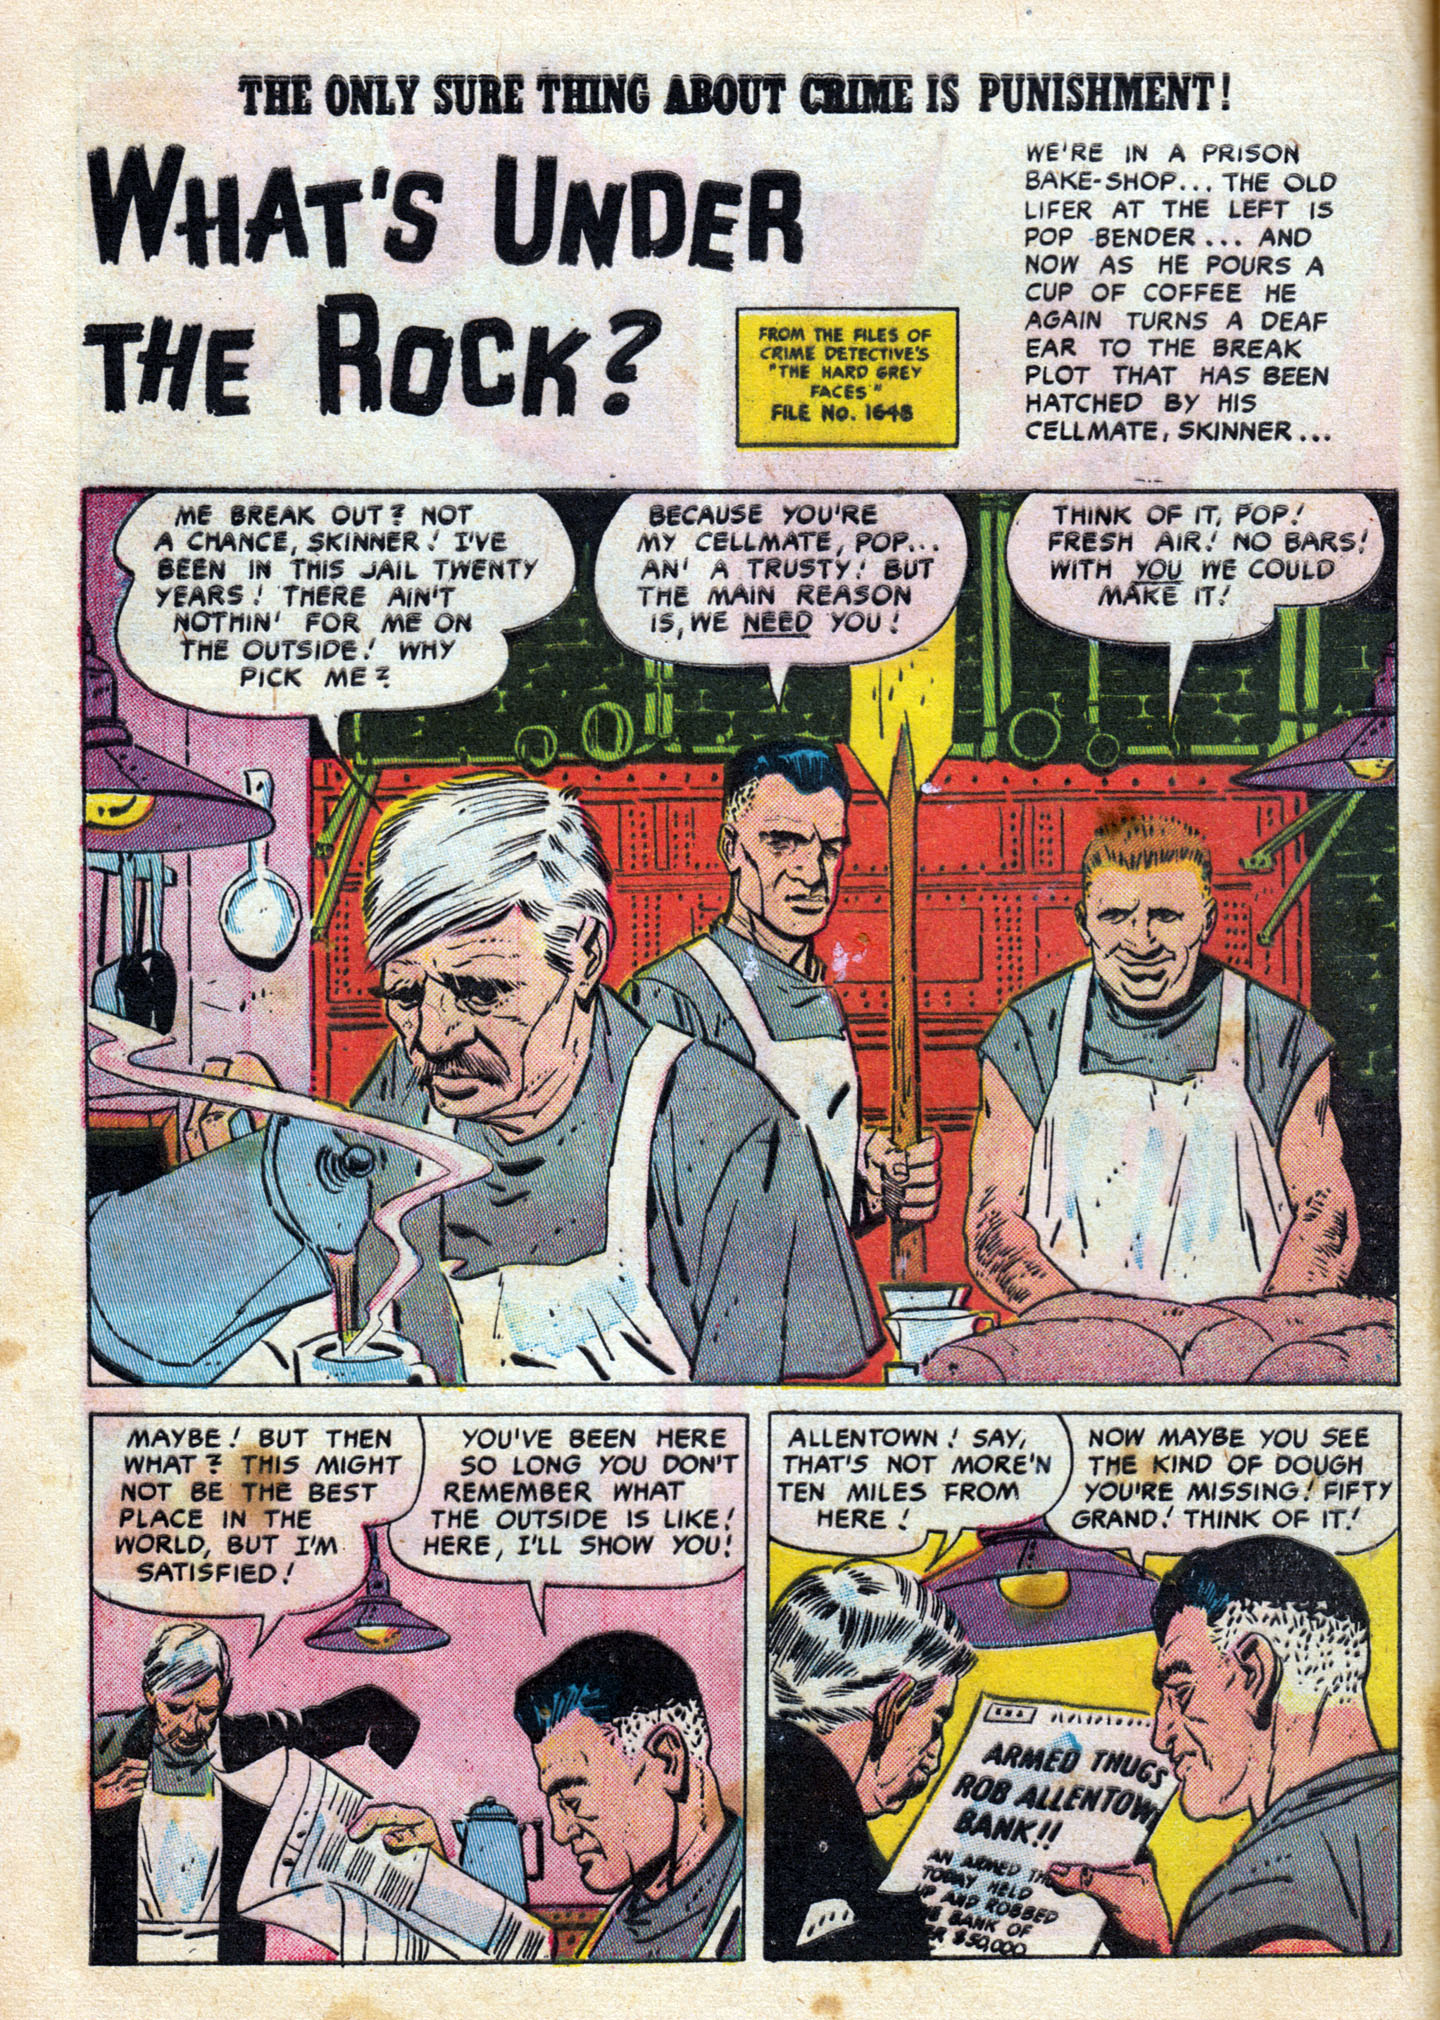 THE ONLY SURE THING ABOUT CRIME IS PUNISHMENT!
WHAT'S UNDER
THE ROCK?
FROM THE FILES OF
CRIME DETECTIVE'S
"THE HARD GREY
FACES"
FILE NO. 1648
WE'RE IN A PRISON
BAKE-SHOP... THE OLD
LIFER AT THE LEFT IS
POP BENDER... AND
NOW AS HE POURS A
CUP OF COFFEE HE
AGAIN TURNS A DEAF
EAR TO THE BREAK
PLOT THAT HAS BEEN
HATCHED BY HIS
CELLMATE, SKINNER...
ME BREAK OUT? NOT
A CHANCE, SKINNER! I'VE
BEEN IN THIS JAIL TWENTY
YEARS! THERE AIN'T
NOTHIN' FOR ME ON
THE OUTSIDE! WHY
PICK ME?
BECAUSE YOU'RE
MY CELLMATE, POP...
AN' A TRUSTY! BUT
THE MAIN REASON
IS, WE NEED YOU!
THINK OF IT, POP!
FRESH AIR! NO BARS!
WITH YOU WE COULD
MAKE IT!
MAYBE! BUT THEN
WHAT? THIS MIGHT
NOT BE THE BEST
PLACE IN THE
WORLD, BUT I'M
SATISFIED!
YOU'VE BEEN HERE
SO LONG YOU DON'T
REMEMBER WHAT
THE OUTSIDE IS LIKE!
HERE, I'LL SHOW YOU!
ALLENTOWN! SAY,
THAT'S NOT MORE'N
TEN MILES FROM
HERE!
NOW MAYBE YOU SEE
THE KIND OF DOUGH
YOU'RE MISSING! FIFTY
GRAND! THINK OF IT!
ARMED THUGS
ROB ALLENTOWN
BANK!!
AN ARMED
TODAY HELD
UP AND ROBBED
BANK OF
$50,000